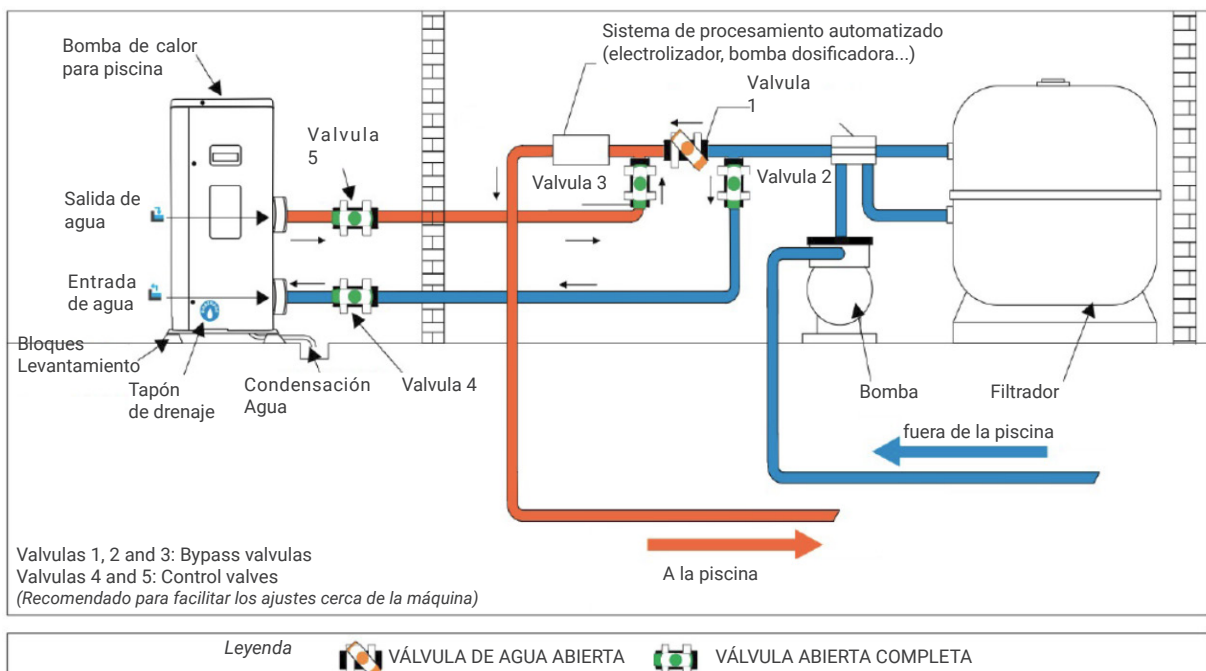 Sistema de procesamiento automatizado
(electrolizador, bomba dosificadora...)
Bomba de calor
para piscina
Valvula
1
Valvula
5
Valvula 3
Valvula 2
Salida de
agua
Entrada
de agua
Bloques
Levantamiento
Tapón
de drenaje
Condensación
Agua
Valvula 4
Bomba
Filtrador
fuera de la piscina
A la piscina
Valvulas 1, 2 and 3: Bypass valvulas
Valvulas 4 and 5: Control valves
(Recomendado para facilitar los ajustes cerca de la máquina)
Leyenda
VÁLVULA DE AGUA ABIERTA
VÁLVULA ABIERTA COMPLETA